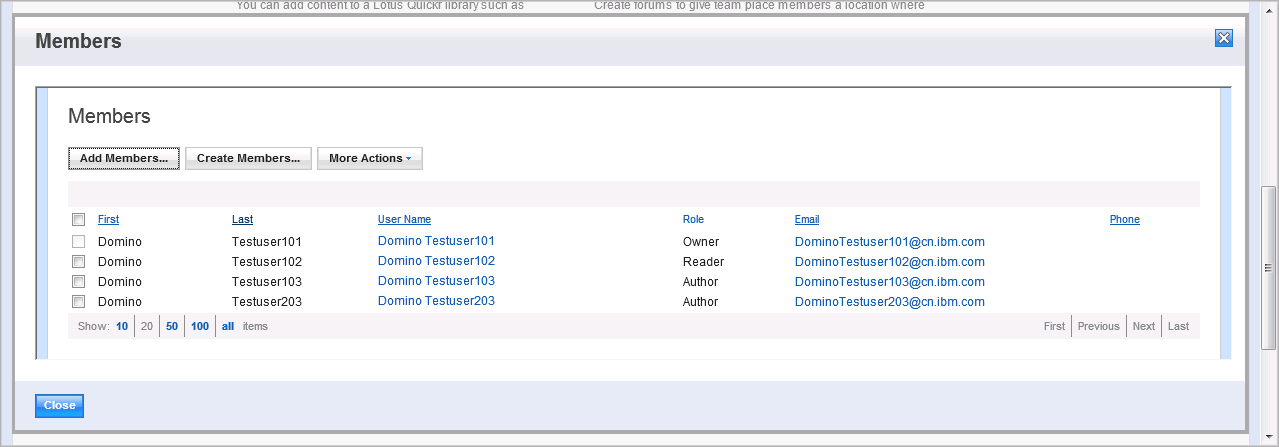 You can add content to a Lotus Quickr library such as Create forums to give team place members a location where
Members
Members
Add Members... Create Members... More Actions
First Last User Name Role Email Phone
Domino Testuser101 Domino Testuser101 Owner DominoTestuser101@cn.ibm.com
Domino Testuser102 Domino Testuser102 Reader DominoTestuser102@cn.ibm.com
Domino Testuser103 Domino Testuser103 Author DominoTestuser103@cn.ibm.com
Domino Testuser203 Domino Testuser203 Author DominoTestuser203@cn.ibm.com
Show: 10 20 50 100 all items First Previous Next Last
Close